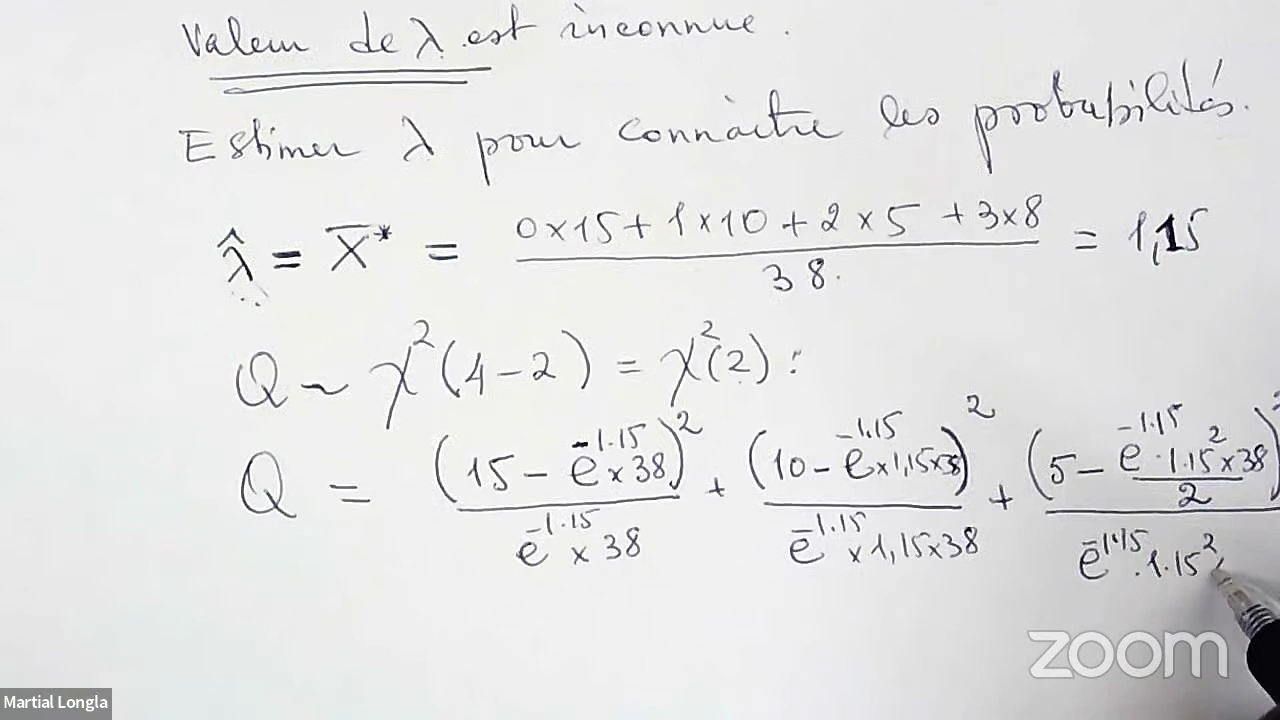 Valeur de λ est inconnue.
Estimer λ pour connaître les probabilités.
λ̂ = X̄* = (0×15 + 1×10 + 2×5 + 3×8) / 38 = 1,15
Q ~ χ²(4-2) = χ²(2) :
Q = (15 - e^-1.15 × 38)² / (e^-1.15 × 38) + (10 - e^-1.15 × 1,15 × 38)² / (e^-1.15 × 1,15 × 38) + (5 - (e^-1.15 · 1.15² × 38) / 2)² / (e^-1.15 · 1.15²
zoom
Martial Longla